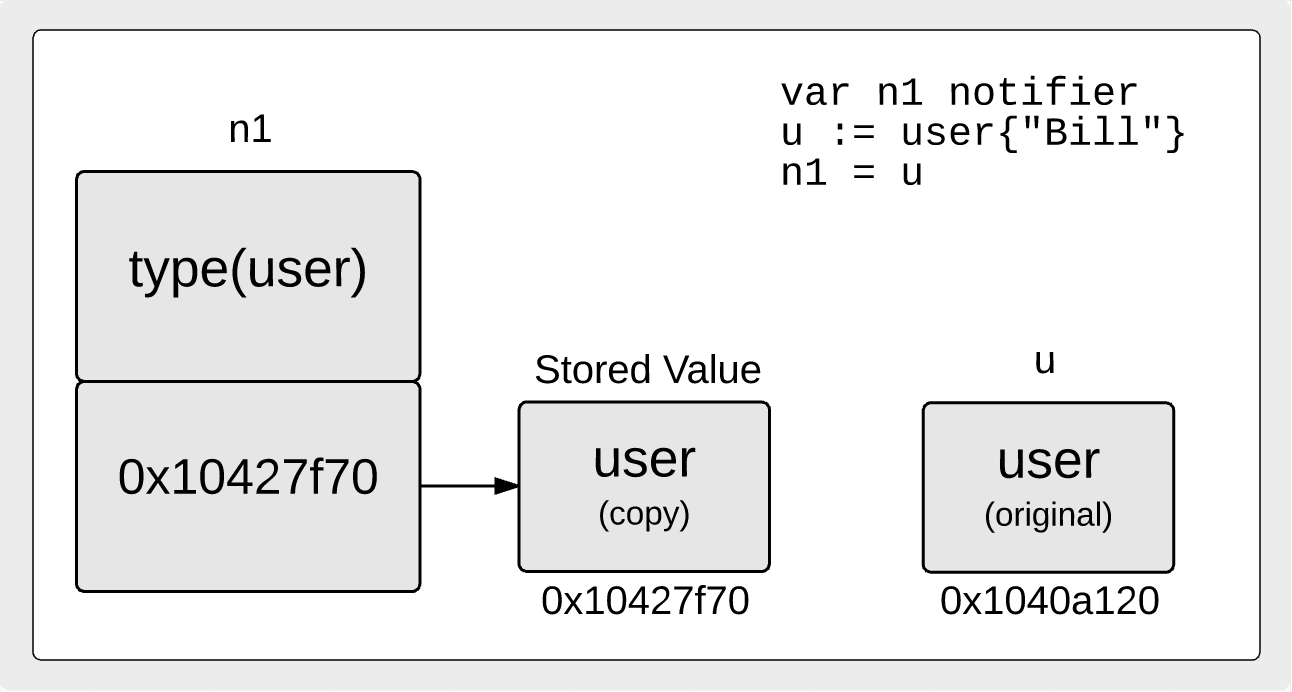 var n1 notifier
u := user{"Bill"}
n1 = u
n1
type(user)
0x10427f70
Stored Value
user
(copy)
0x10427f70
u
user
(original)
0x1040a120